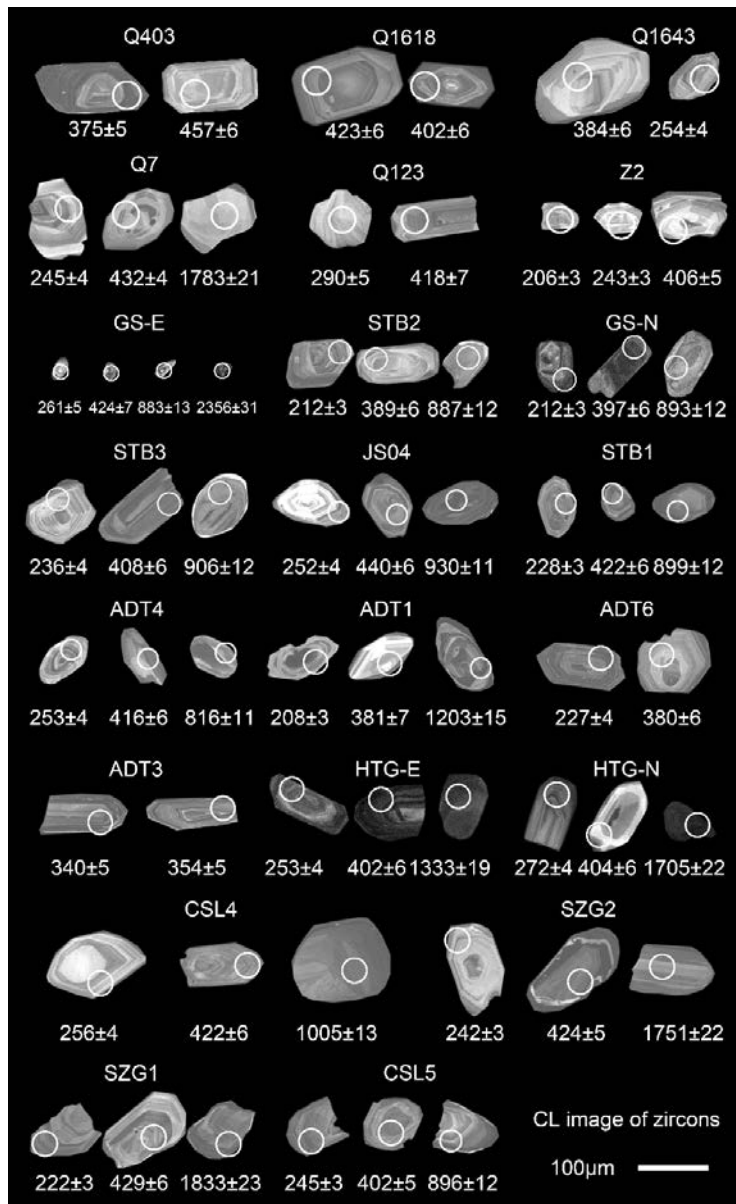 Q403 Q1618 Q1643
375±5 457±6 423±6 402±6 384±6 254±4
Q7 Q123 Z2
245±4 432±4 1783±21 290±5 418±7 206±3 243±3 406±5
GS-E STB2 GS-N
261±5 424±7 883±13 2356±31 212±3 389±6 887±12 212±3 397±6 893±12
STB3 JS04 STB1
236±4 408±6 906±12 252±4 440±6 930±11 228±3 422±6 899±12
ADT4 ADT1 ADT6
253±4 416±6 816±11 208±3 381±7 1203±15 227±4 380±6
ADT3 HTG-E HTG-N
340±5 354±5 253±4 402±6 1333±19 272±4 404±6 1705±22
CSL4 SZG2
256±4 422±6 1005±13 242±3 424±5 1751±22
SZG1 CSL5
CL image of zircons
100μm
222±3 429±6 1833±23 245±3 402±5 896±12